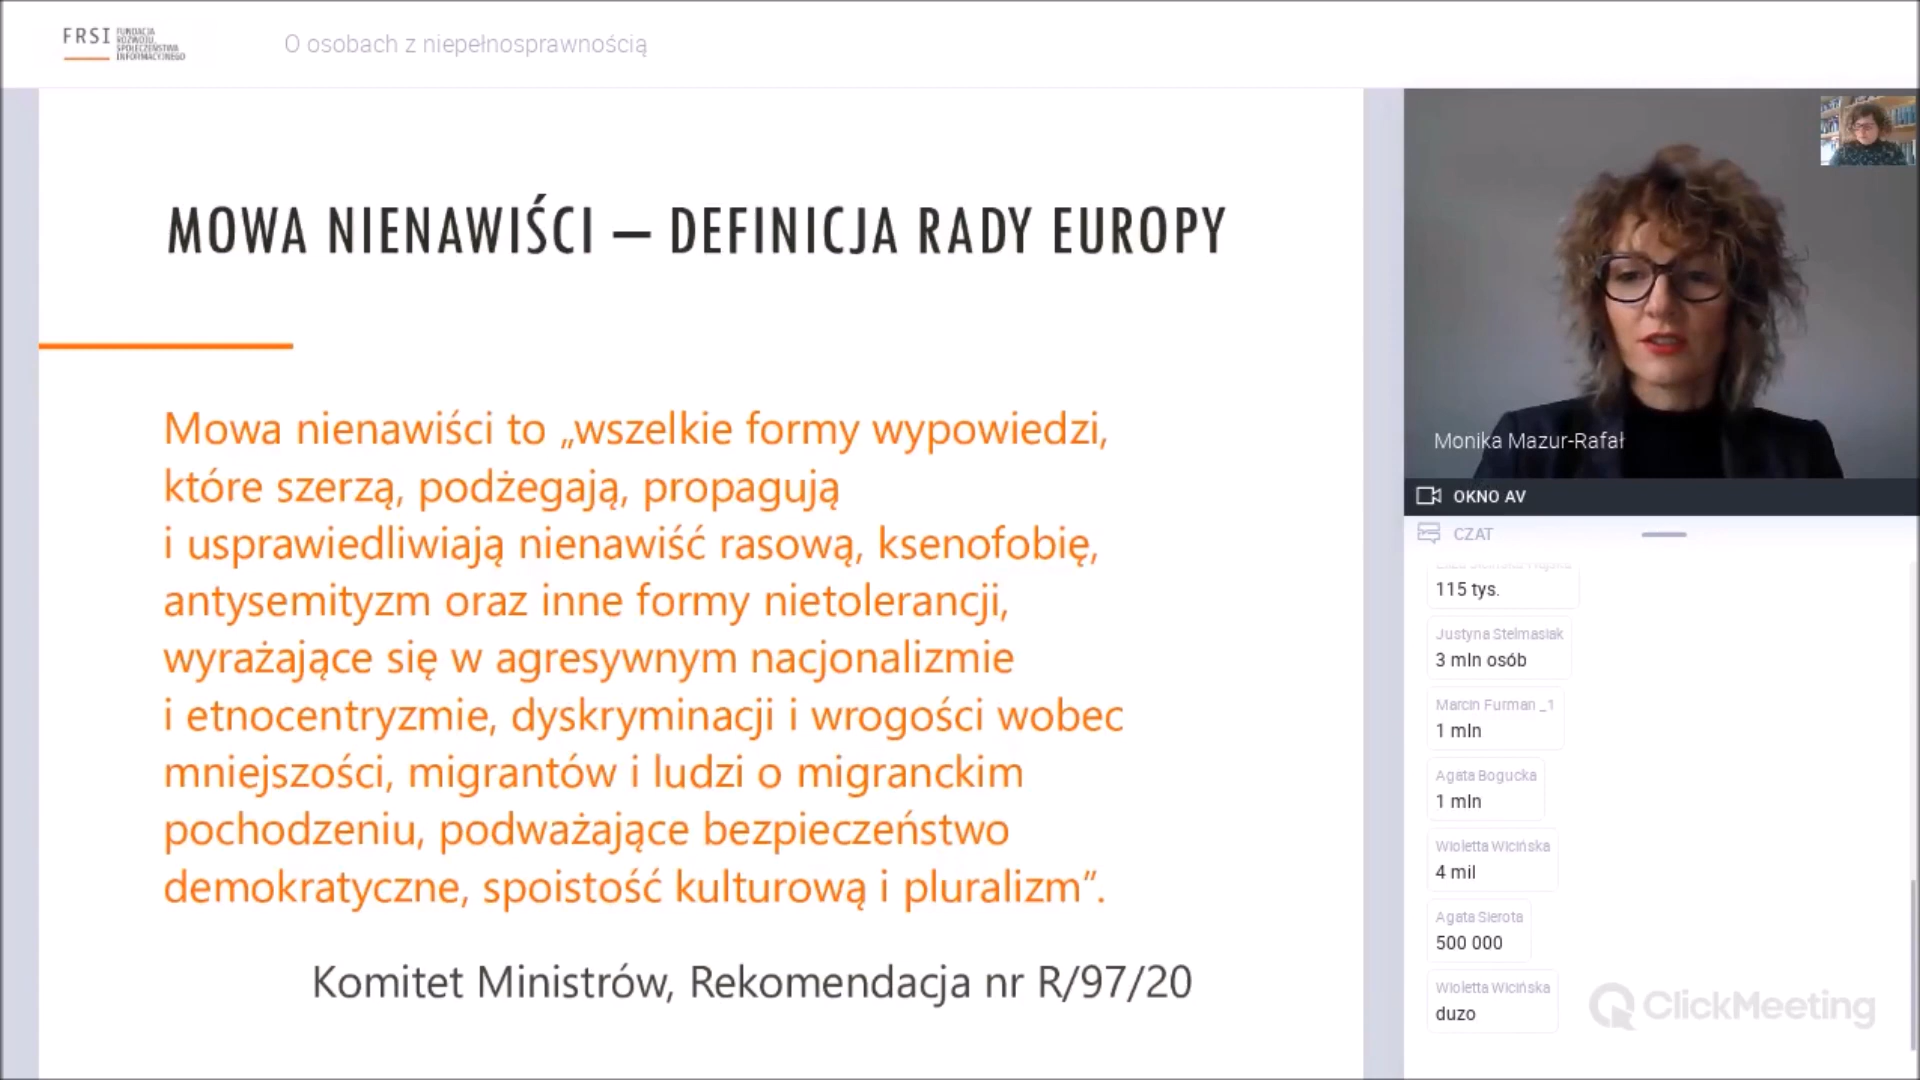 FRSI
FUNDACJA
ROZWOJU
SPOŁECZEŃSTWA
INFORMACYJNEGO
O osobach z niepełnosprawnością
MOWA NIENAWIŚCI – DEFINICJA RADY EUROPY
Mowa nienawiści to „wszelkie formy wypowiedzi,
które szerzą, podżegają, propagują
i usprawiedliwiają nienawiść rasową, ksenofobię,
antysemityzm oraz inne formy nietolerancji,
wyrażające się w agresywnym nacjonalizmie
i etnocentryzmie, dyskryminacji i wrogości wobec
mniejszości, migrantów i ludzi o migranckim
pochodzeniu, podważające bezpieczeństwo
demokratyczne, spoistość kulturową i pluralizm”.
Komitet Ministrów, Rekomendacja nr R/97/20
Monika Mazur-Rafał
OKNO AV
CZAT
115 tys.
Justyna Stelmasiak
3 mln osób
Marcin Furman _1
1 mln
Agata Bogucka
1 mln
Wioletta Wicińska
4 mil
Agata Sierota
500 000
Wioletta Wicińska
duzo
ClickMeeting